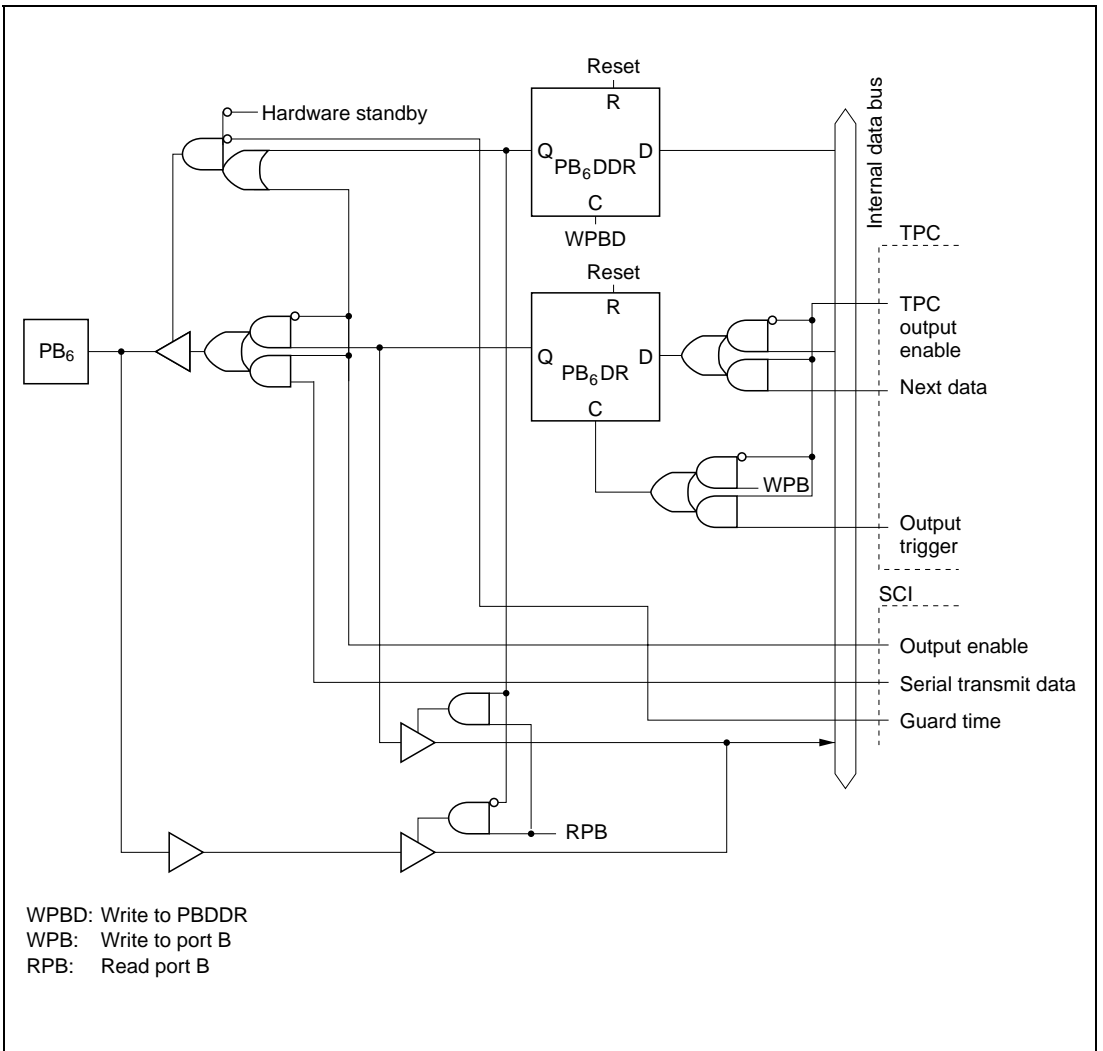 Reset
R
Hardware standby
Q
PB6DDR
D
C
WPBD
Internal data bus
TPC
Reset
R
TPC
output
enable
PB6
Q
PB6DR
D
C
Next data
WPB
Output
trigger
SCI
Output enable
Serial transmit data
Guard time
RPB
WPBD: Write to PBDDR
WPB: Write to port B
RPB: Read port B